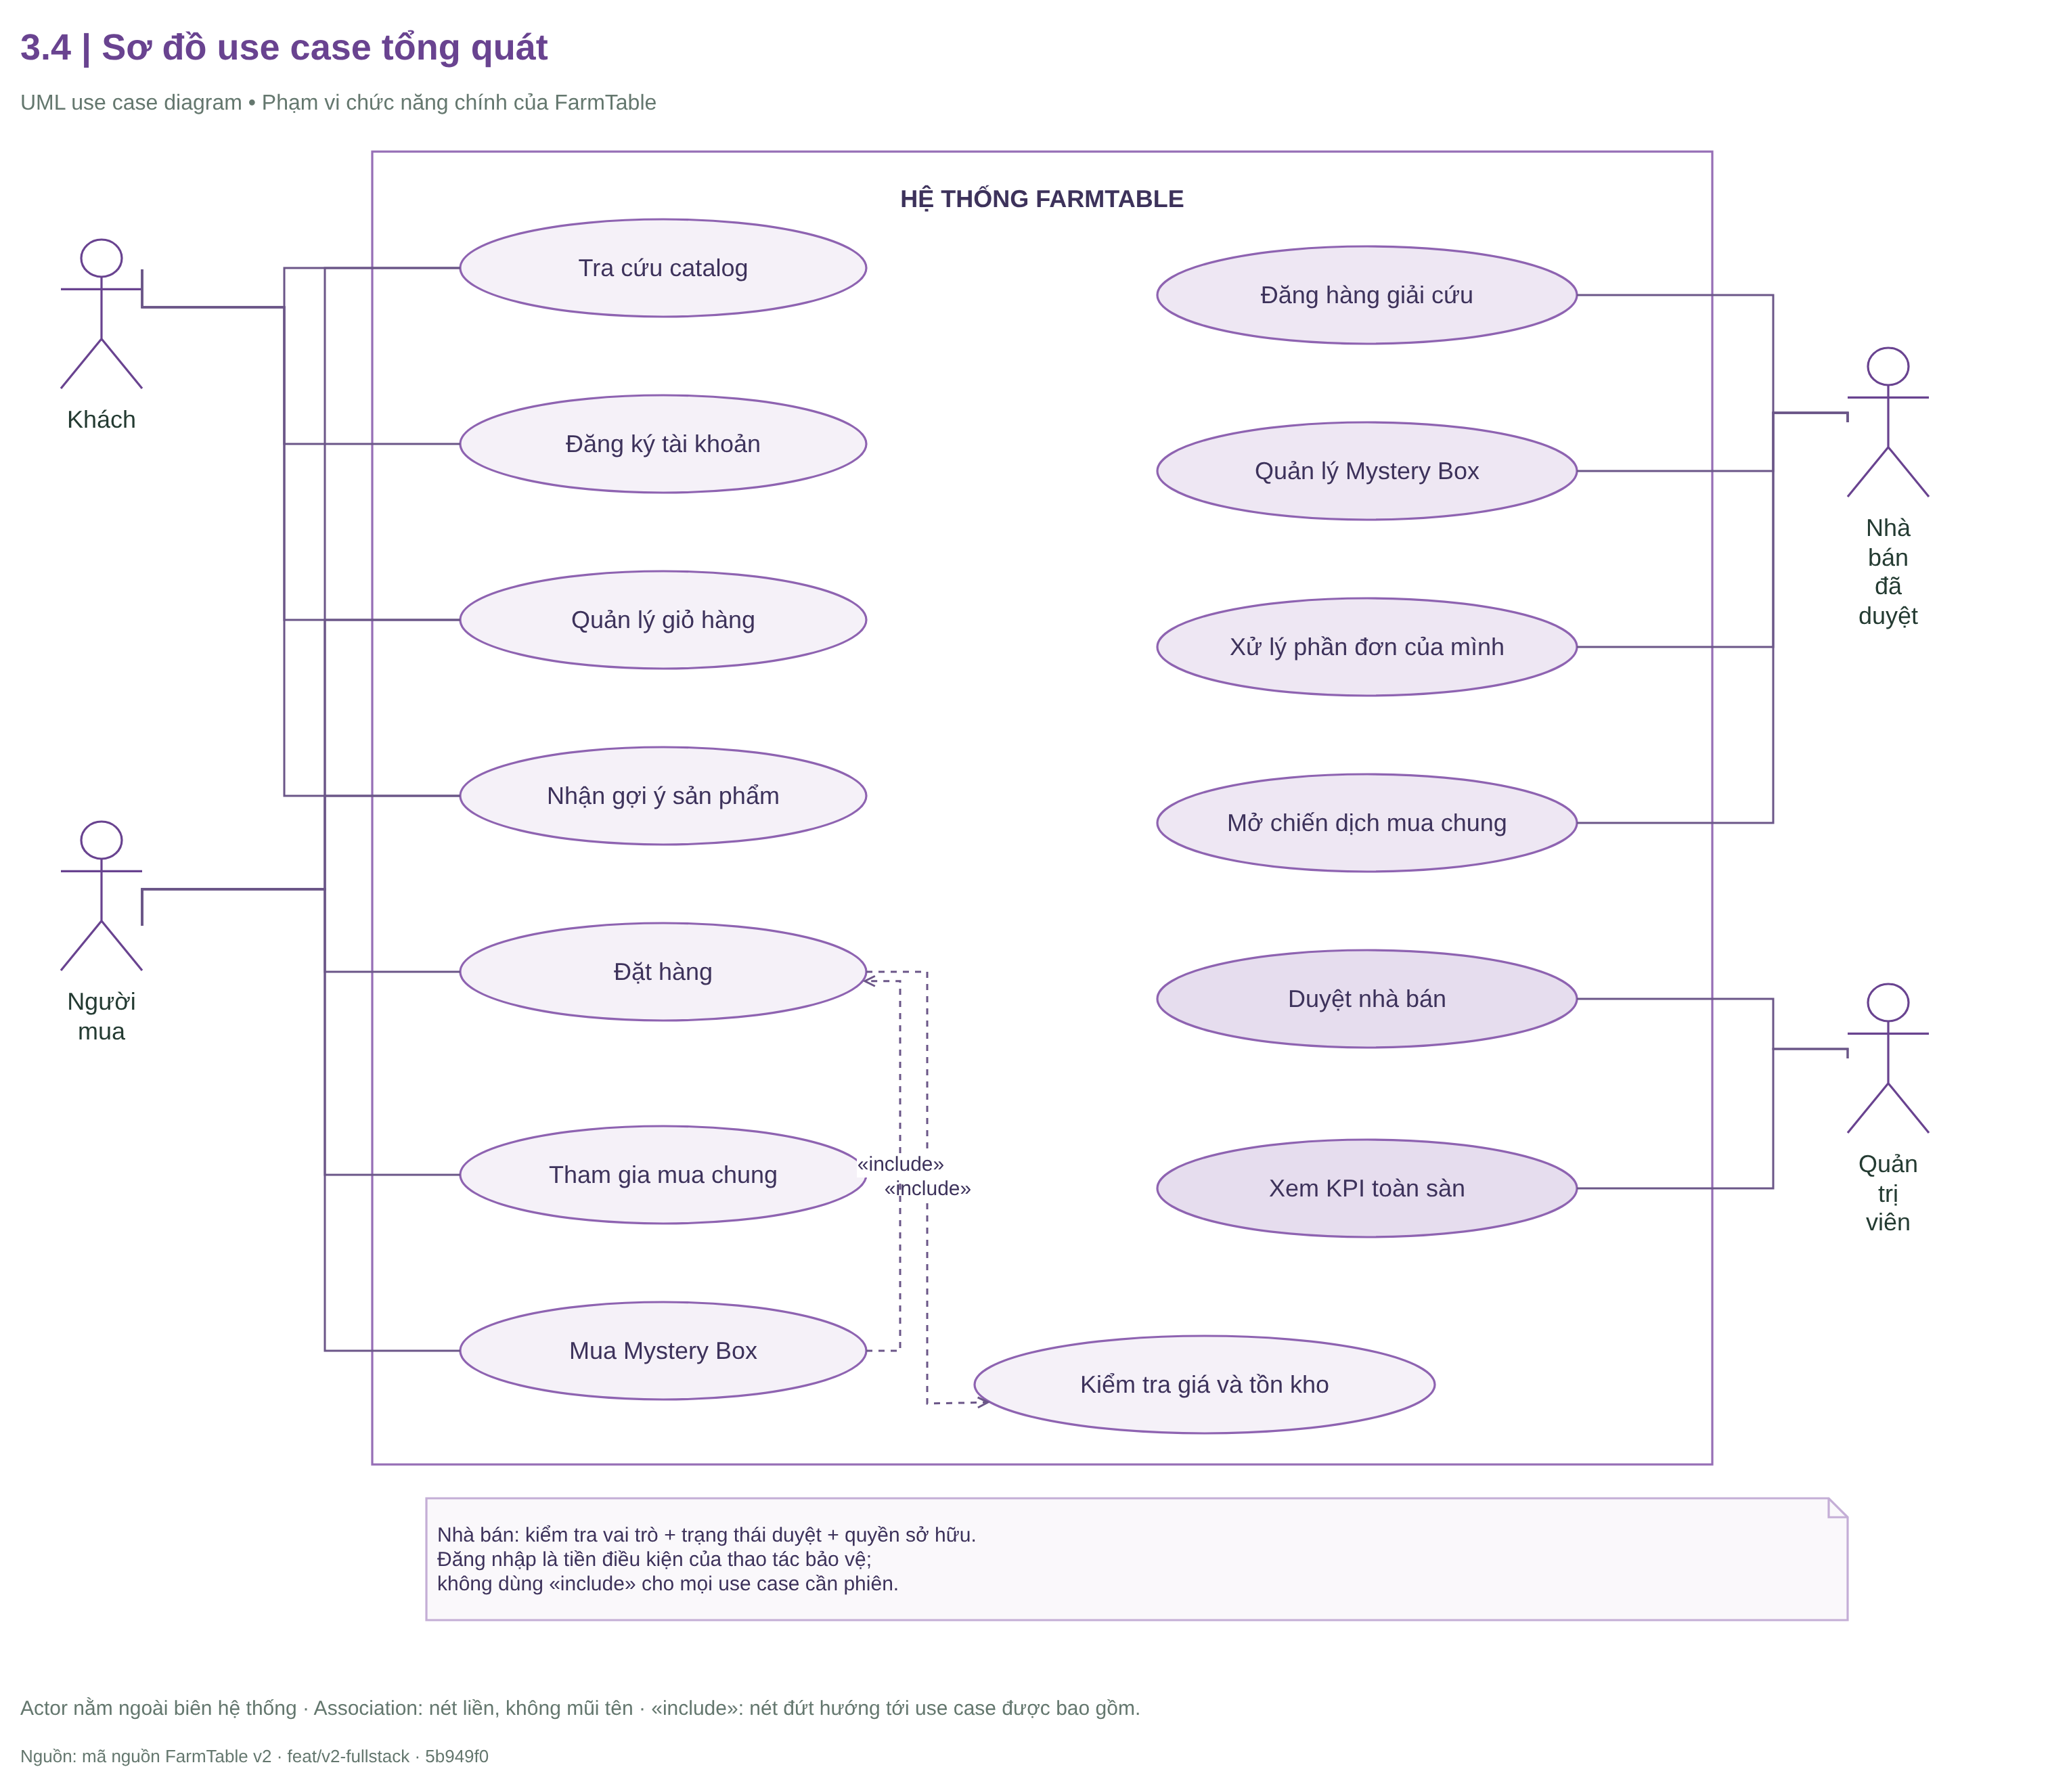 3.4 | Sơ đồ use case tổng quát
UML use case diagram • Phạm vi chức năng chính của FarmTable
HỆ THỐNG FARMTABLE
Khách
Người
mua
Tra cứu catalog
Đăng ký tài khoản
Quản lý giỏ hàng
Nhận gợi ý sản phẩm
Đặt hàng
Tham gia mua chung
Mua Mystery Box
«include»
«include»
Kiểm tra giá và tồn kho
Đăng hàng giải cứu
Quản lý Mystery Box
Xử lý phần đơn của mình
Mở chiến dịch mua chung
Duyệt nhà bán
Xem KPI toàn sàn
Nhà
bán
đã
duyệt
Quản
trị
viên
Nhà bán: kiểm tra vai trò + trạng thái duyệt + quyền sở hữu.
Đăng nhập là tiền điều kiện của thao tác bảo vệ;
không dùng «include» cho mọi use case cần phiên.
Actor nằm ngoài biên hệ thống · Association: nét liền, không mũi tên · «include»: nét đứt hướng tới use case được bao gồm.
Nguồn: mã nguồn FarmTable v2 · feat/v2-fullstack · 5b949f0